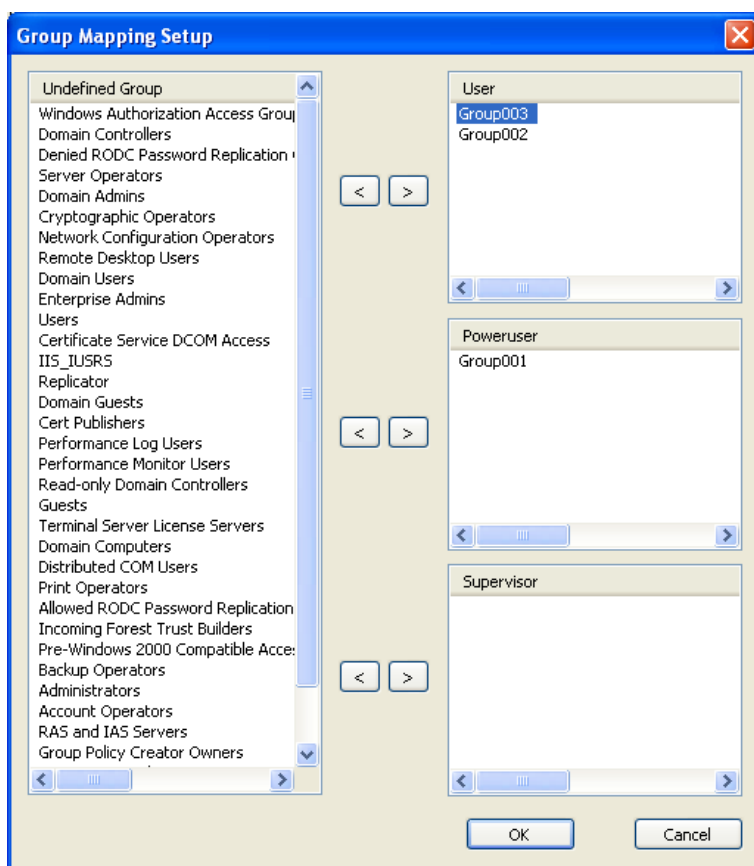 Group Mapping Setup
Undefined Group
Windows Authorization Access Grou
Domain Controllers
Denied RODC Password Replication
Server Operators
Domain Admins
Cryptographic Operators
Network Configuration Operators
Remote Desktop Users
Domain Users
Enterprise Admins
Users
Certificate Service DCOM Access
IIS_IUSRS
Replicator
Domain Guests
Cert Publishers
Performance Log Users
Performance Monitor Users
Read-only Domain Controllers
Guests
Terminal Server License Servers
Domain Computers
Distributed COM Users
Print Operators
Allowed RODC Password Replication
Incoming Forest Trust Builders
Pre-Windows 2000 Compatible Acce
Backup Operators
Administrators
Account Operators
RAS and IAS Servers
Group Policy Creator Owners
< >
< >
< >
User
Group003
Group002
Poweruser
Group001
Supervisor
OK
Cancel